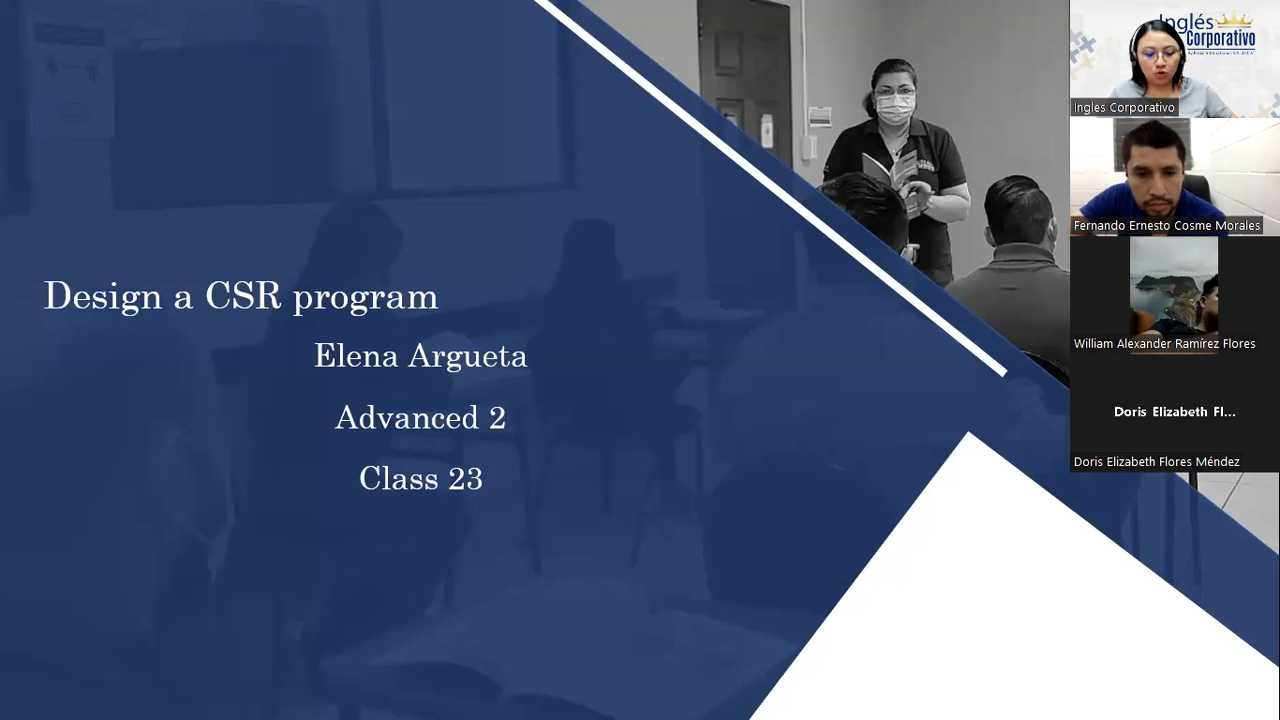 Design a CSR program
Elena Argueta
Advanced 2
Class 23
Inglés
Corporativo
Ingles Corporativo
Fernando Ernesto Cosme Morales
William Alexander Ramírez Flores
Doris Elizabeth Fl...
Doris Elizabeth Flores Méndez